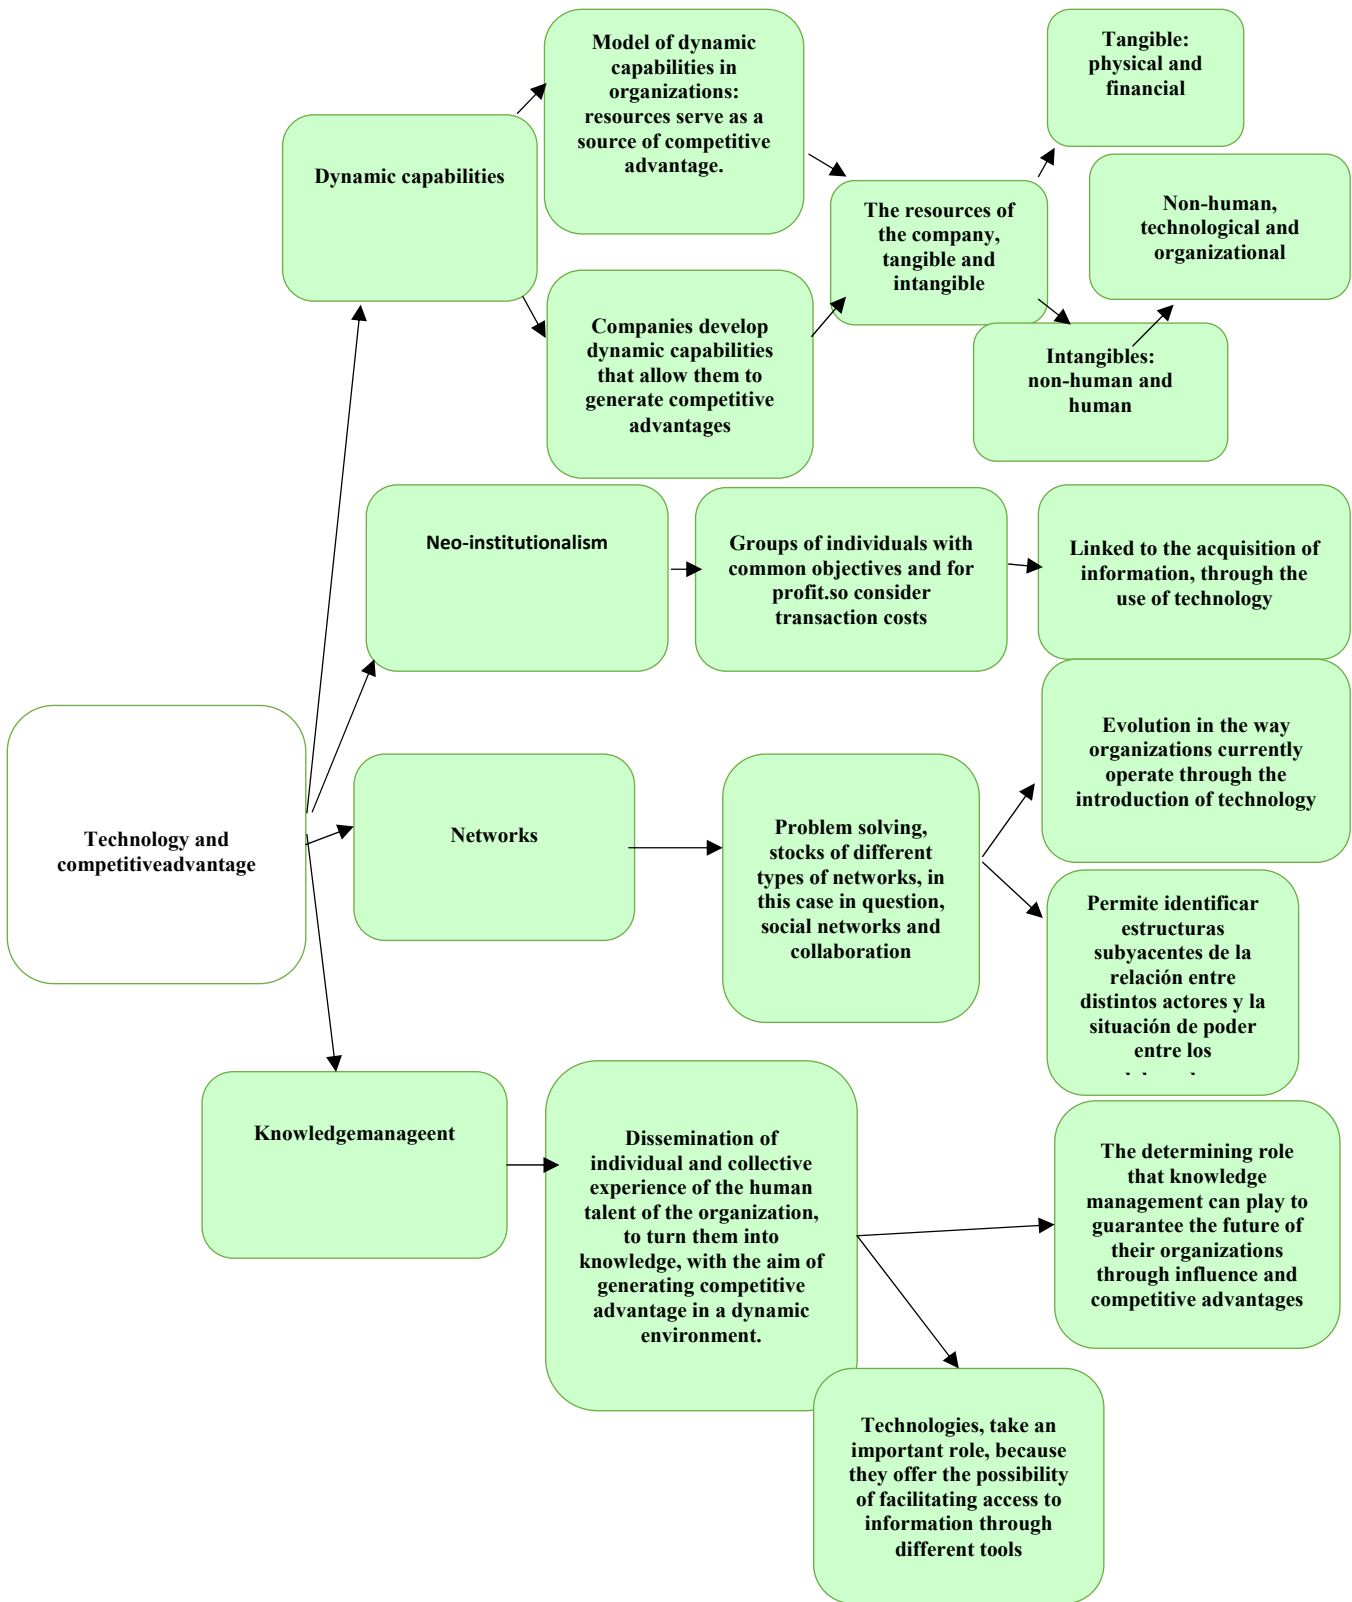 Model of dynamic
capabilities in
organizations:
resources serve as a
source of competitive
advantage.
Tangible:
physical and
financial
Dynamic capabilities
The resources of
the company,
tangible and
intangible
Non-human,
technological and
organizational
Companies develop
dynamic capabilities
that allow them to
generate competitive
advantages
Intangibles:
non-human and
human
Neo-institutionalism
Groups of individuals with
common objectives and for
profit.so consider
transaction costs
Linked to the acquisition of
information, through the
use of technology
Technology and
competitiveadvantage
Networks
Problem solving,
stocks of different
types of networks, in
this case in question,
social networks and
collaboration
Evolution in the way
organizations currently
operate through the
introduction of technology
Permite identificar
estructuras
subyacentes de la
relación entre
distintos actores y la
situación de poder
entre los
Knowledgemanageent
Dissemination of
individual and collective
experience of the human
talent of the organization,
to turn them into
knowledge, with the aim of
generating competitive
advantage in a dynamic
environment.
The determining role
that knowledge
management can play to
guarantee the future of
their organizations
through influence and
competitive advantages
Technologies, take an
important role, because
they offer the possibility
of facilitating access to
information through
different tools